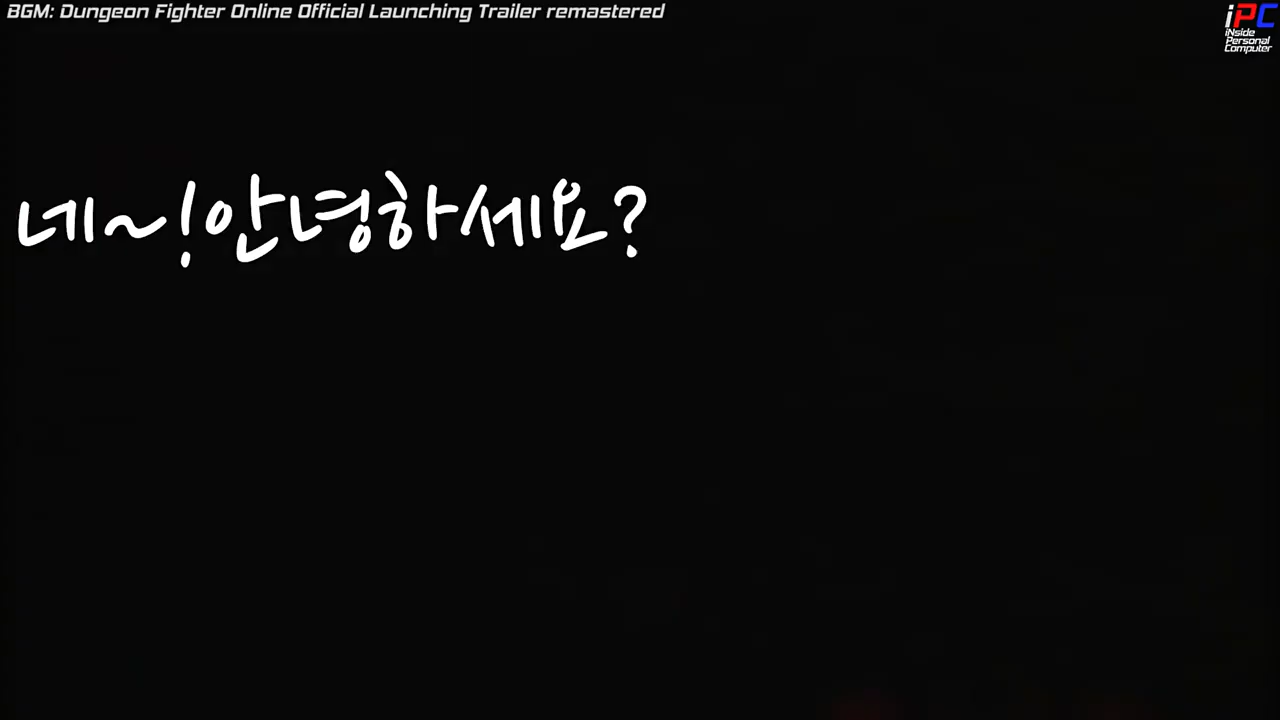 BGM: Dungeon Fighter Online Official Launching Trailer remastered
iPC
iNside
Personal
Computer
네~!안녕하세요?